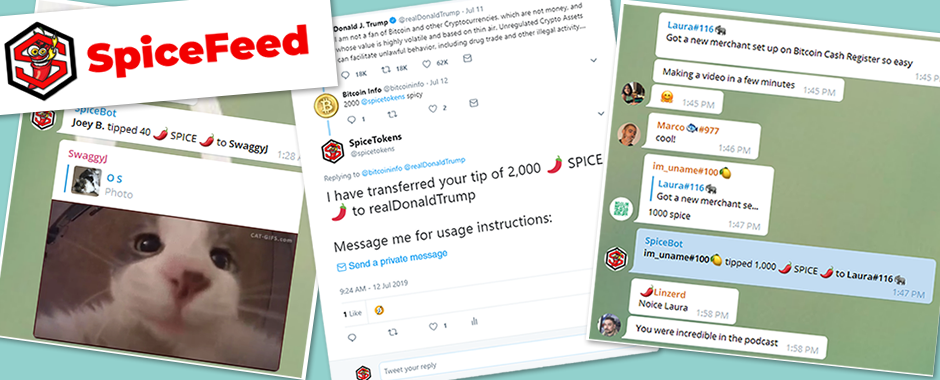 SpiceFeed
SpiceBot
Joey B. tipped 40 🌶️ SPICE 🌶️ to SwaggyJ
1:28
SwaggyJ
O S
Photo
CAT-GIFS.com
Donald J. Trump @realDonaldTrump · Jul 11
I am not a fan of Bitcoin and other Cryptocurrencies, which are not money, and
whose value is highly volatile and based on thin air. Unregulated Crypto Assets
can facilitate unlawful behavior, including drug trade and other illegal activity....
18K
18K
62K
Bitcoin Info @bitcoininfo · Jul 12
2000 @spicetokens spicy
1
2
SpiceTokens
@spicetokens
Replying to @bitcoininfo @realDonaldTrump
I have transferred your tip of 2,000 🌶️ SPICE
🌶️ to realDonaldTrump
Message me for usage instructions:
Send a private message
9:24 AM - 12 Jul 2019
1 Like
1
Tweet your reply
Laura#116🐘
Got a new merchant set up on Bitcoin Cash Register so easy
1:45 PM
Making a video in a few minutes 1:45 PM
🤗 1:45 PM
Marco🐟#977
cool!
1:46 PM
im_uname#100🍋
Laura#116🐘
Got a new merchant se...
1000 spice
1:47 PM
SpiceBot
im_uname#100🍋 tipped 1,000 🌶️ SPICE 🌶️ to Laura#116🐘
1:47 PM
🌶️Linzerd
Noice Laura
1:58 PM
You were incredible in the podcast
1:58 PM